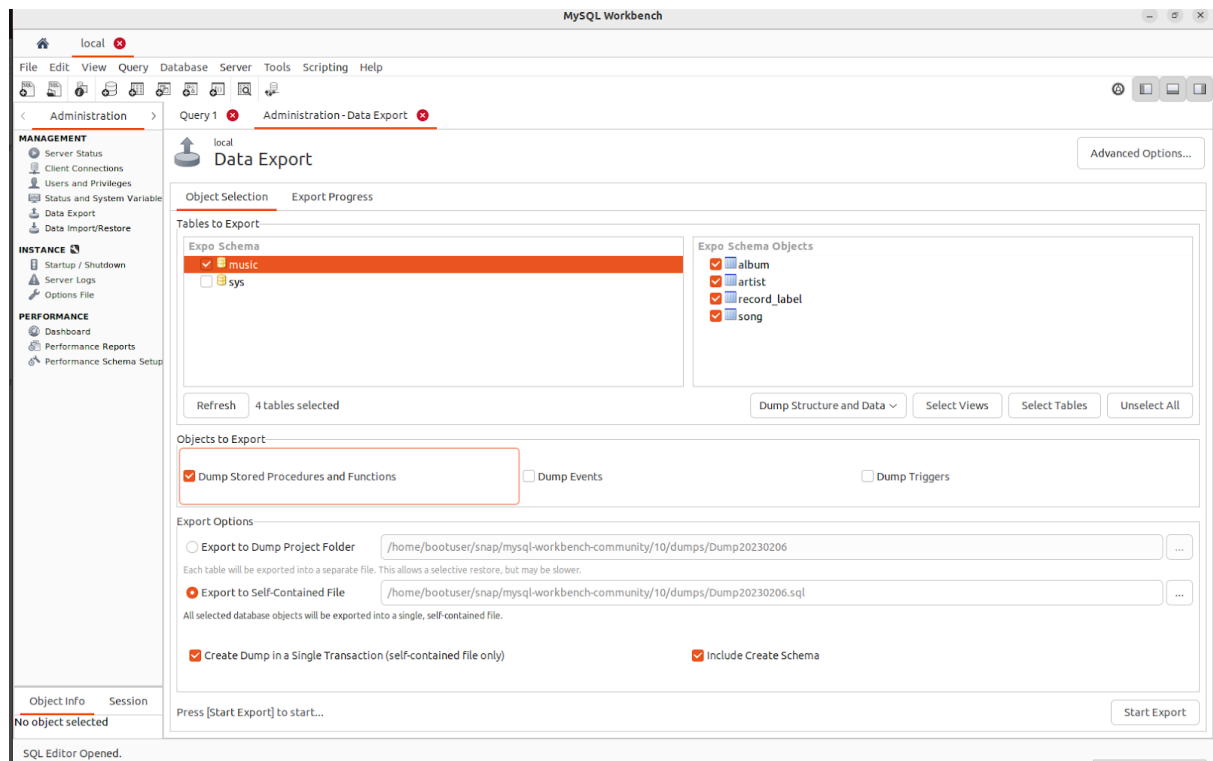 MySQL Workbench
local
File Edit View Query Database Server Tools Scripting Help
Administration
Query 1
Administration - Data Export
MANAGEMENT
Server Status
Client Connections
Users and Privileges
Status and System Variable
Data Export
Data Import/Restore
INSTANCE
Startup / Shutdown
Server Logs
Options File
PERFORMANCE
Dashboard
Performance Reports
Performance Schema Setup
local
Data Export
Advanced Options...
Object Selection Export Progress
Tables to Export
Expo Schema
music
sys
Expo Schema Objects
album
artist
record_label
song
Refresh 4 tables selected
Dump Structure and Data Select Views Select Tables Unselect All
Objects to Export
Dump Stored Procedures and Functions Dump Events Dump Triggers
Export Options
Export to Dump Project Folder /home/bootuser/snap/mysql-workbench-community/10/dumps/Dump20230206 ...
Each table will be exported into a separate file. This allows a selective restore, but may be slower.
Export to Self-Contained File /home/bootuser/snap/mysql-workbench-community/10/dumps/Dump20230206.sql ...
All selected database objects will be exported into a single, self-contained file.
Create Dump in a Single Transaction (self-contained file only) Include Create Schema
Press [Start Export] to start... Start Export
Object Info Session
No object selected
SQL Editor Opened.